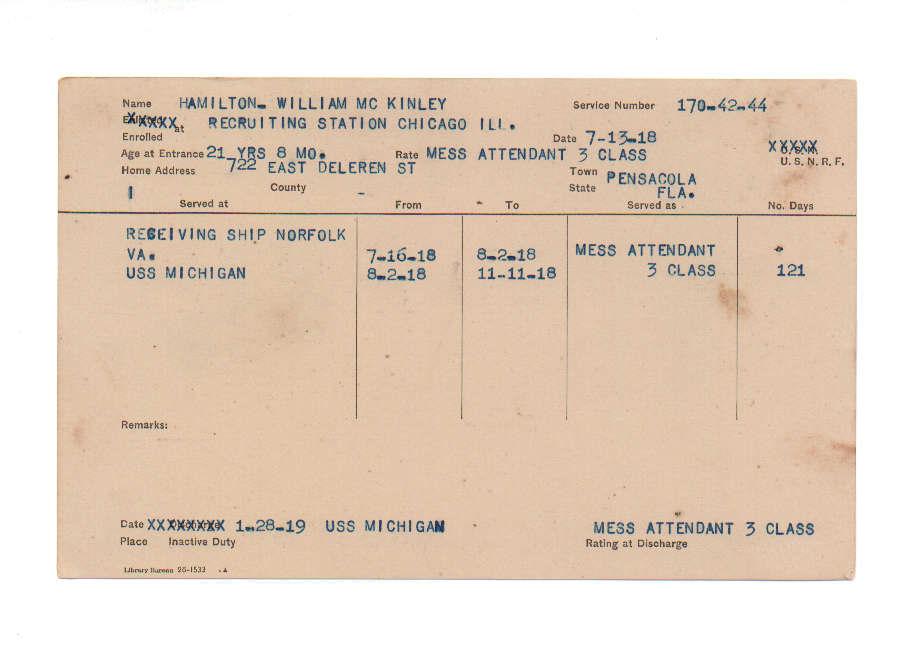 Name HAMILTON- WILLIAM MC KINLEY Service Number 170-42-44
XXXXX at RECRUITING STATION CHICAGO ILL.
Enrolled Date 7-13-18 XXXXX
Age at Entrance 21 YRS 8 MO. Rate MESS ATTENDANT 3 CLASS U. S. N. R. F.
Home Address 722 EAST DELEREN ST Town PENSACOLA
County - State FLA.
Served at From To Served as No. Days
RECEIVING SHIP NORFOLK
VA. 7-16-18 8-2-18 MESS ATTENDANT
USS MICHIGAN 8-2-18 11-11-18 3 CLASS 121
Remarks:
Date XXXXXXXX 1-28-19 USS MICHIGAN MESS ATTENDANT 3 CLASS
Place Inactive Duty Rating at Discharge
Library Bureau 26-1532